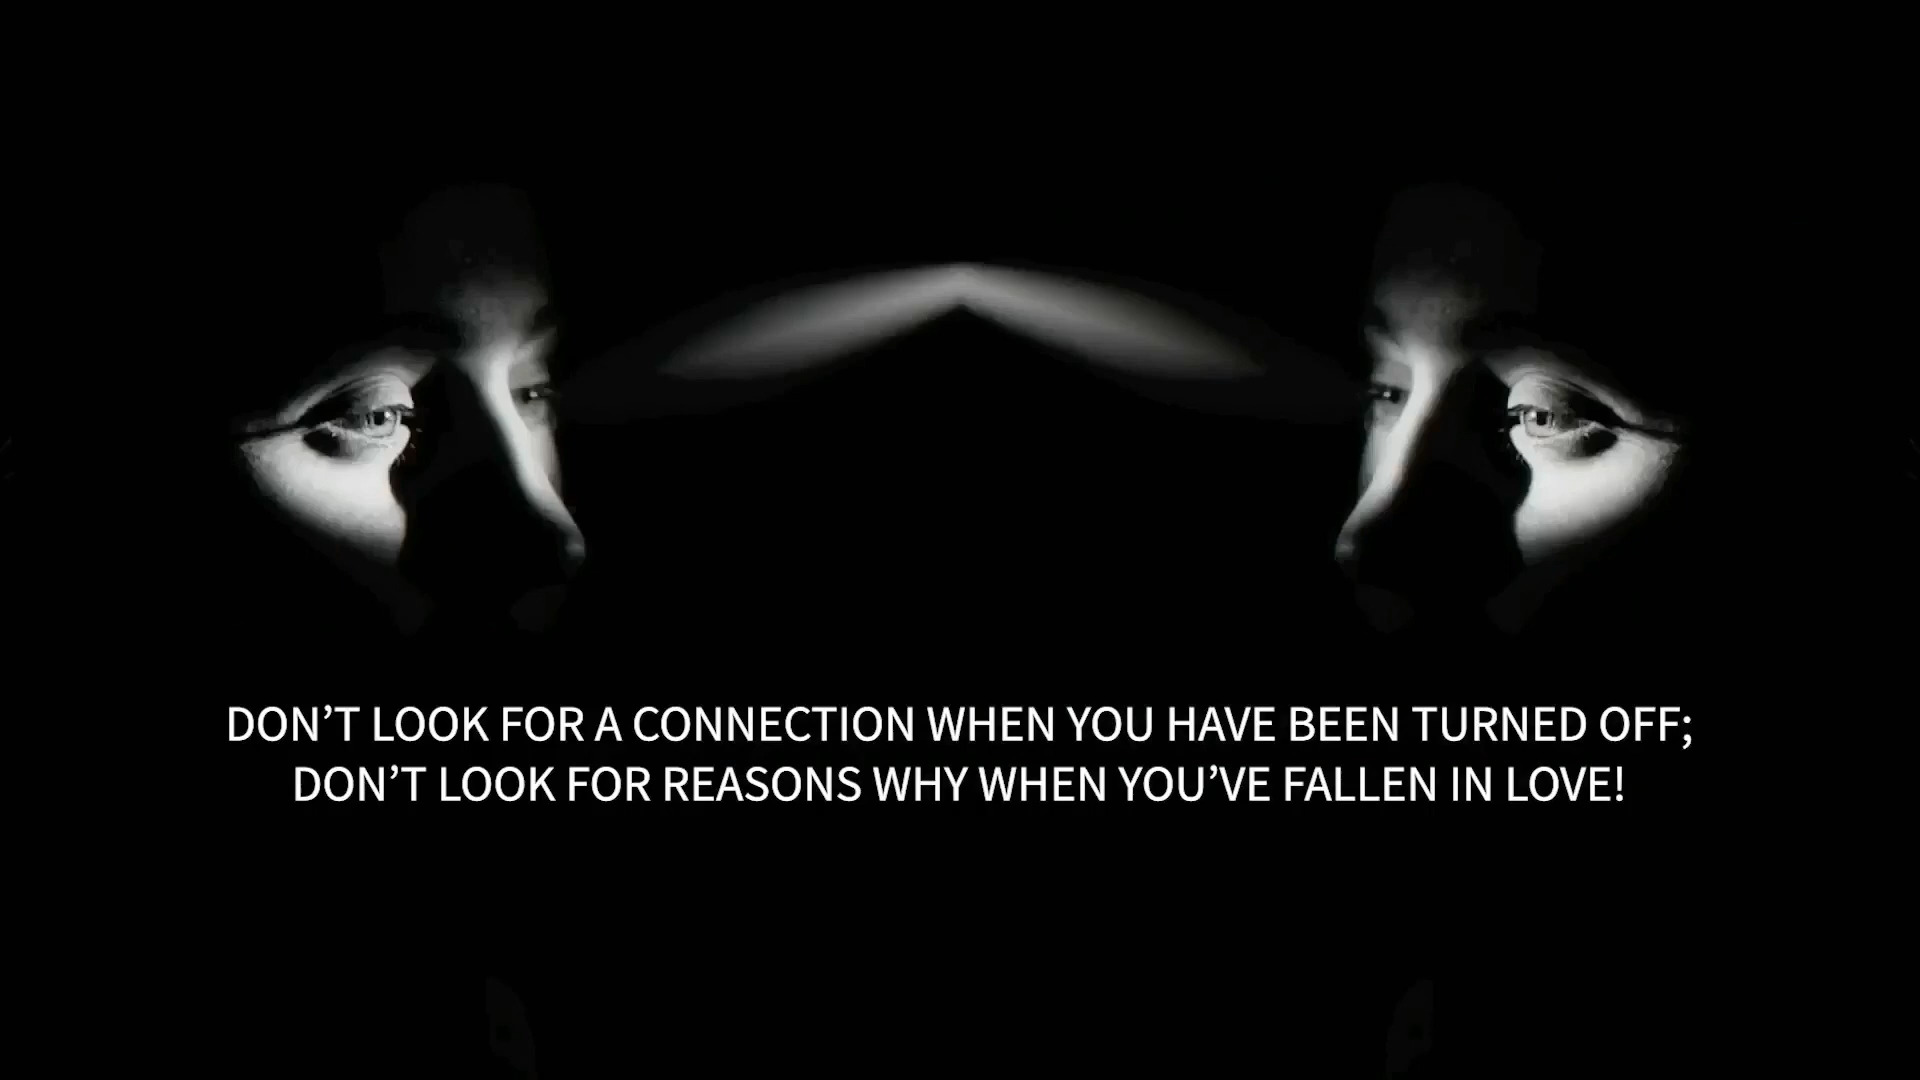 DON’T LOOK FOR A CONNECTION WHEN YOU HAVE BEEN TURNED OFF;
DON’T LOOK FOR REASONS WHY WHEN YOU’VE FALLEN IN LOVE!